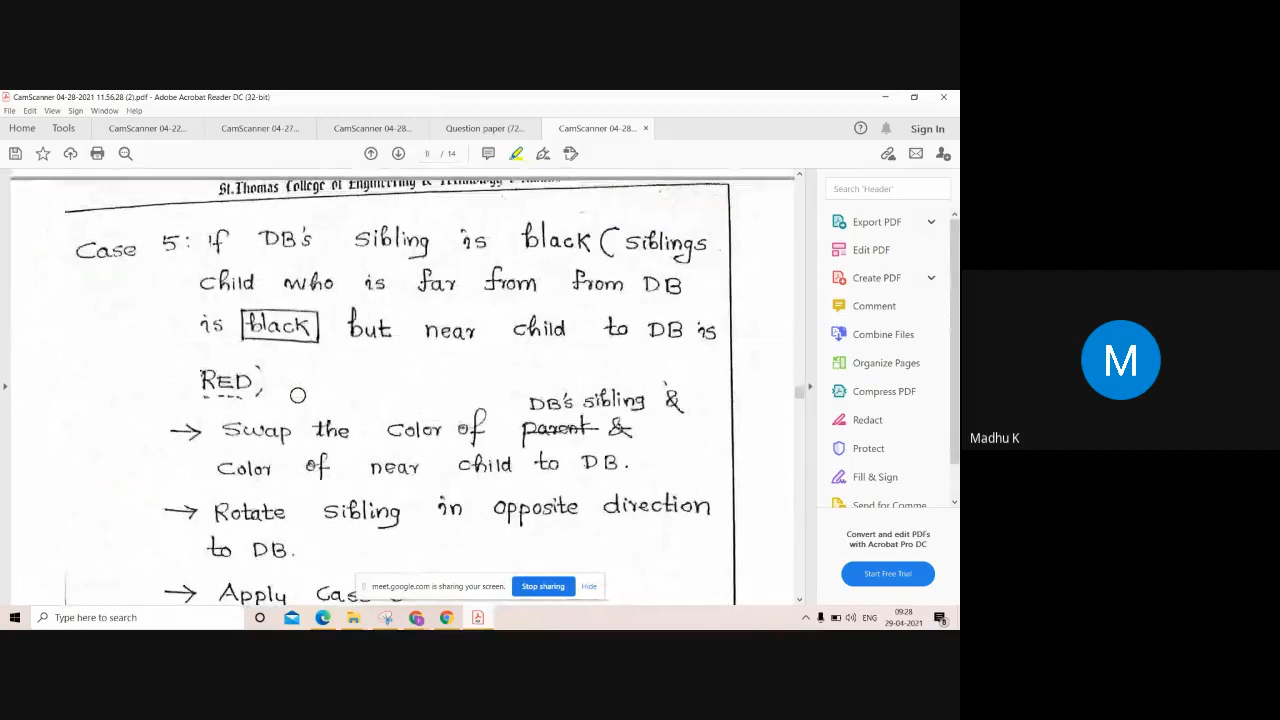 CamScanner 04-28-2021 11.56.28 (2).pdf - Adobe Acrobat Reader DC (32-bit)
File Edit View Sign Window Help
Home Tools CamScanner 04-22... CamScanner 04-27... CamScanner 04-28... Question paper (72... CamScanner 04-28... × Sign In
/ 14
St.Thomas College of Engineering & Technology
Case 5: if DB's sibling is black (siblings
child who is far from from DB
is black but near child to DB is
RED)
DB's sibling &
→ Swap the color of parent &
color of near child to DB.
→ Rotate sibling in opposite direction
to DB.
→ Apply Case
meet.google.com is sharing your screen. Stop sharing Hide
Search 'Header'
Export PDF
Edit PDF
Create PDF
Comment
Combine Files
Organize Pages
Compress PDF
Redact
Protect
Fill & Sign
Send for Comme
Convert and edit PDFs
with Acrobat Pro DC
Start Free Trial
M
Madhu K
Type here to search
ENG
09:28
29-04-2021